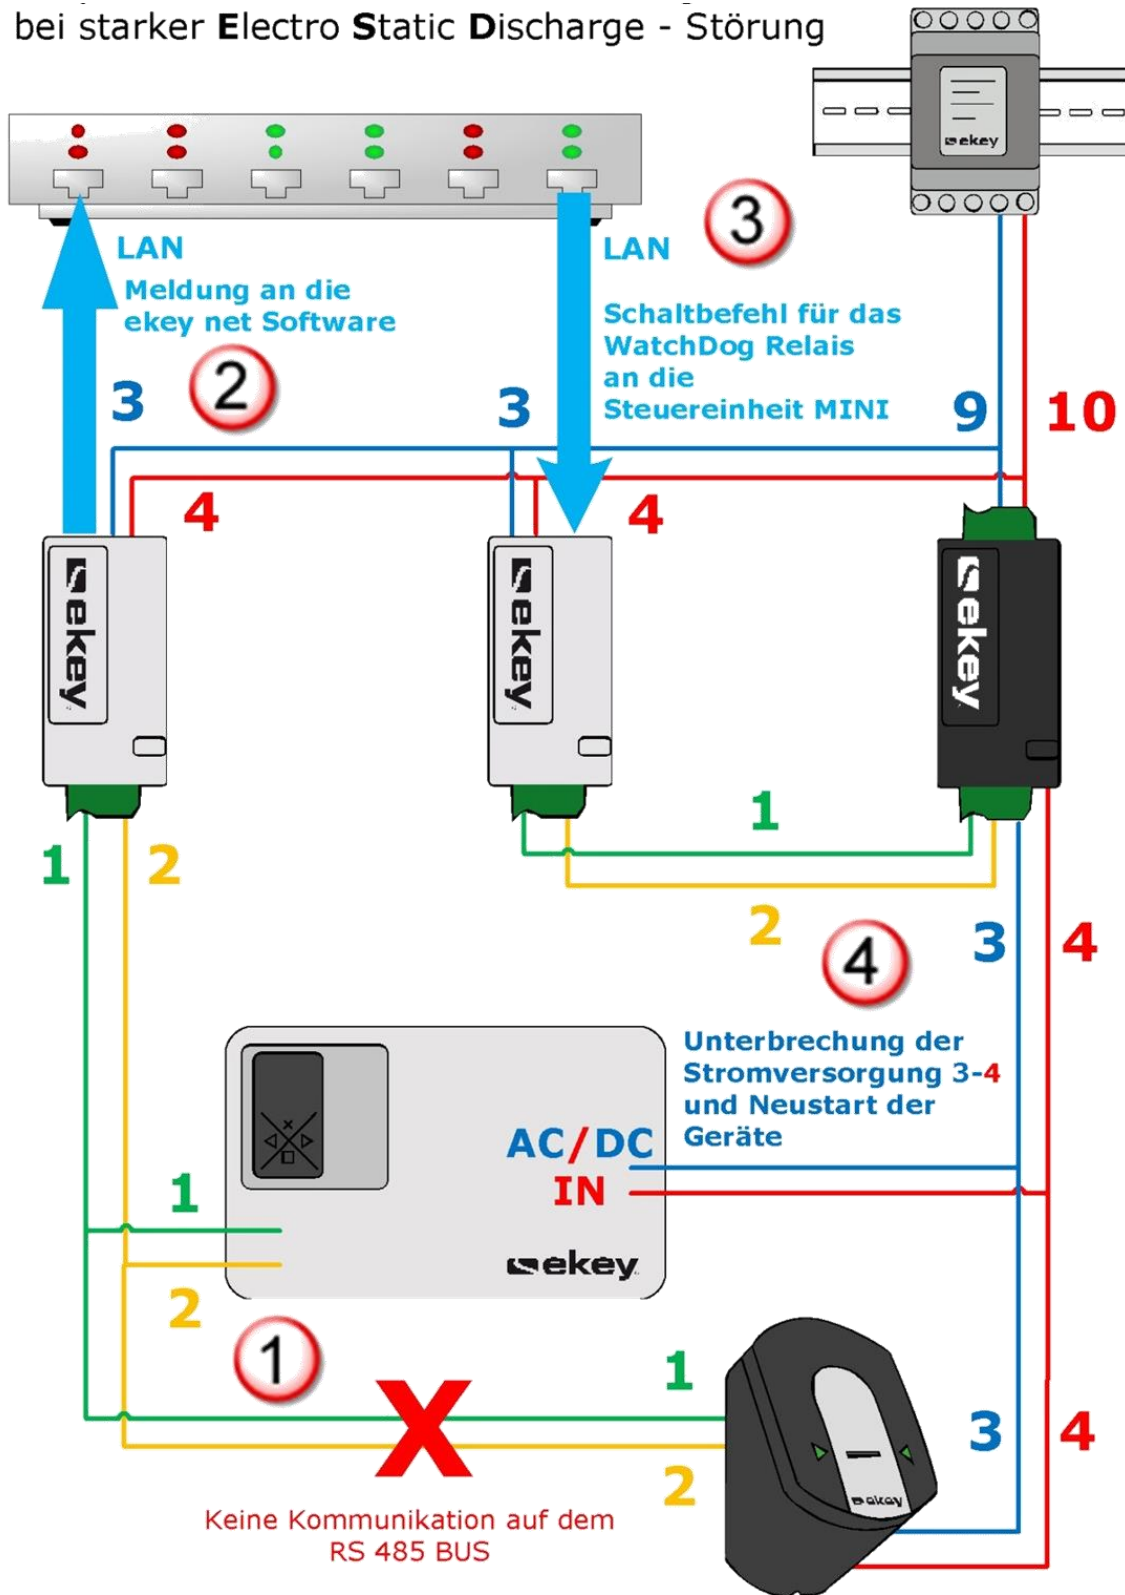 bei starker Electro Static Discharge - Störung
ekey
LAN
Meldung an die
ekey net Software
2
3
LAN
Schaltbefehl für das
WatchDog Relais
an die
Steuereinheit MINI
3
3
9
10
4
4
ekey
ekey
ekey
1
2
1
2
3
4
4
Unterbrechung der
Stromversorgung 3-4
und Neustart der
Geräte
AC/DC
IN
1
2
ekey
1
1
2
3
4
Keine Kommunikation auf dem
RS 485 BUS
ekey